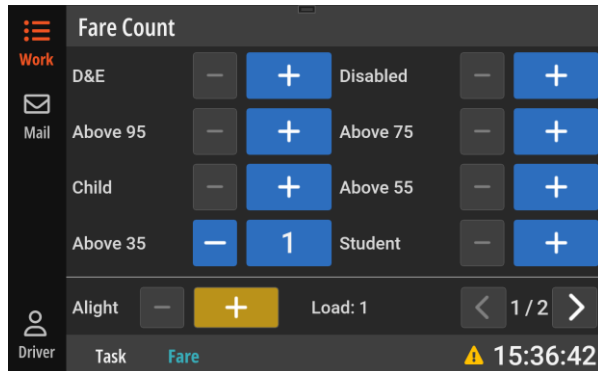 Fare Count
Work
D&E − + Disabled − +
Mail
Above 95 − + Above 75 − +
Child − + Above 55 − +
Above 35 − 1 Student − +
Alight − + Load: 1 < 1 / 2 >
Driver
Task Fare 15:36:42